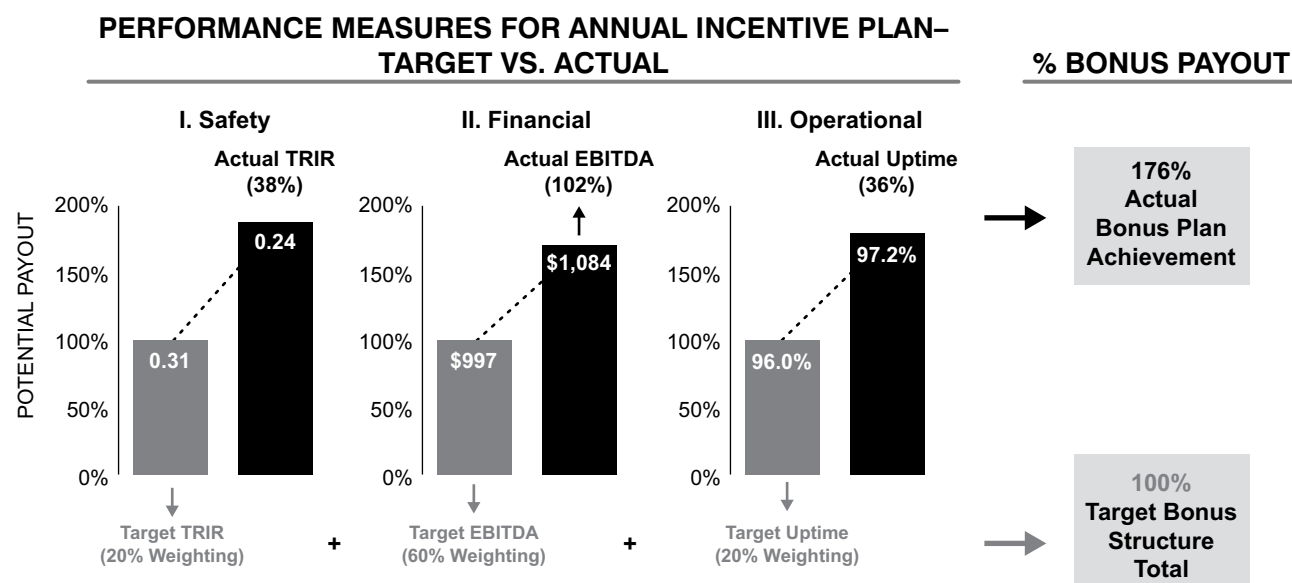 PERFORMANCE MEASURES FOR ANNUAL INCENTIVE PLAN–
TARGET VS. ACTUAL
% BONUS PAYOUT
I. Safety
Actual TRIR
(38%)
POTENTIAL PAYOUT
200%
150%
100%
50%
0%
0.31
0.24
Target TRIR
(20% Weighting)
+
II. Financial
Actual EBITDA
(102%)
200%
150%
100%
50%
0%
$997
$1,084
Target EBITDA
(60% Weighting)
+
III. Operational
Actual Uptime
(36%)
200%
150%
100%
50%
0%
96.0%
97.2%
Target Uptime
(20% Weighting)
176%
Actual
Bonus Plan
Achievement
100%
Target Bonus
Structure
Total